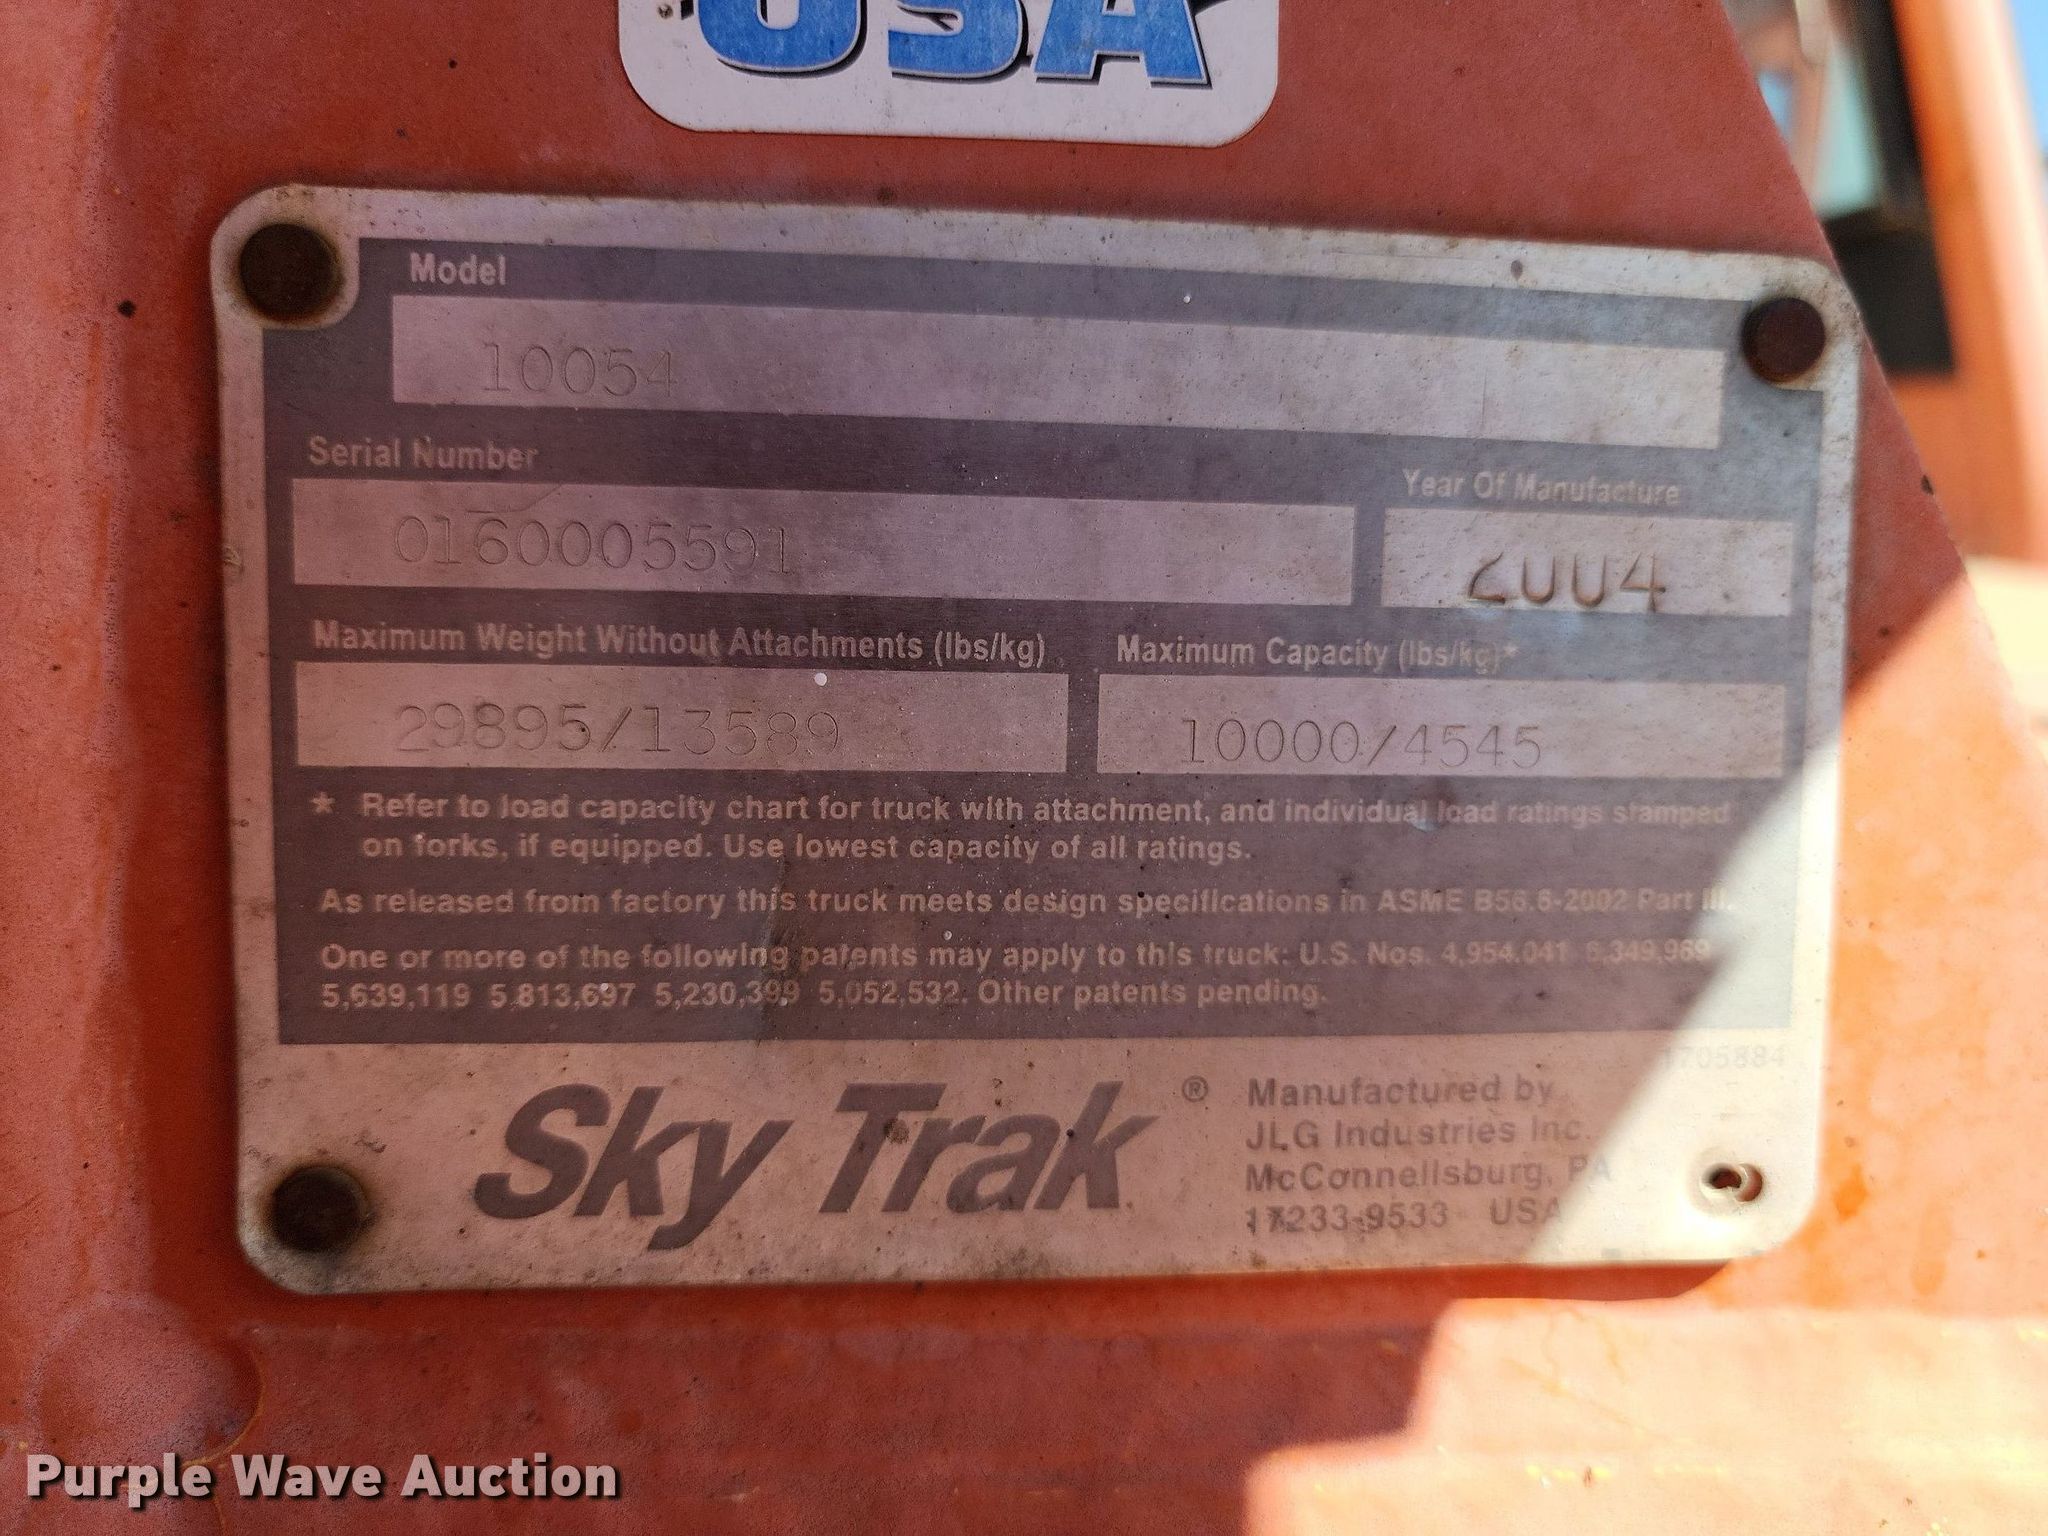 USA
Model
10054
Serial Number
0160005591
Year Of Manufacture
2004
Maximum Weight Without Attachments (lbs/kg)
29895/13589
Maximum Capacity (lbs/kg)*
10000/4545
* Refer to load capacity chart for truck with attachment, and individual load ratings stamped
on forks, if equipped. Use lowest capacity of all ratings.
As released from factory this truck meets design specifications in ASME B56.6-2002 Part III.
One or more of the following patents may apply to this truck: U.S. Nos. 4,954,041 6,349,969
5,639,119 5,813,697 5,230,399 5,052,532. Other patents pending.
1705884
Sky Trak®
Manufactured by
JLG Industries Inc.
McConnellsburg, PA
17233-9533 USA
Purple Wave Auction